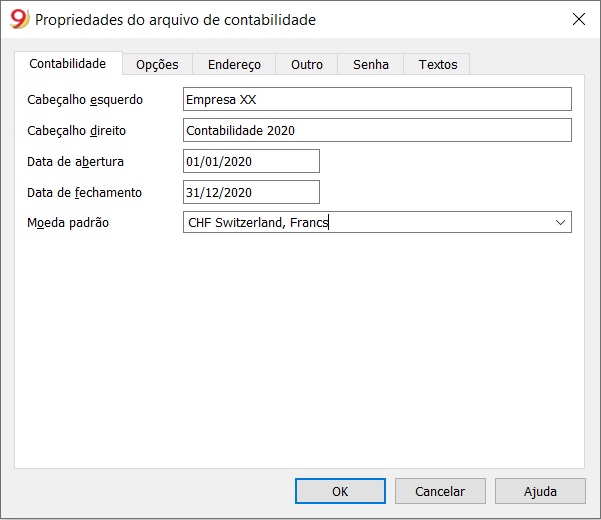 9 Propriedades do arquivo de contabilidade
Contabilidade Opções Endereço Outro Senha Textos
Cabeçalho esquerdo Empresa XX
Cabeçalho direito Contabilidade 2020
Data de abertura 01/01/2020
Data de fechamento 31/12/2020
Moeda padrão CHF Switzerland, Francs
OK Cancelar Ajuda